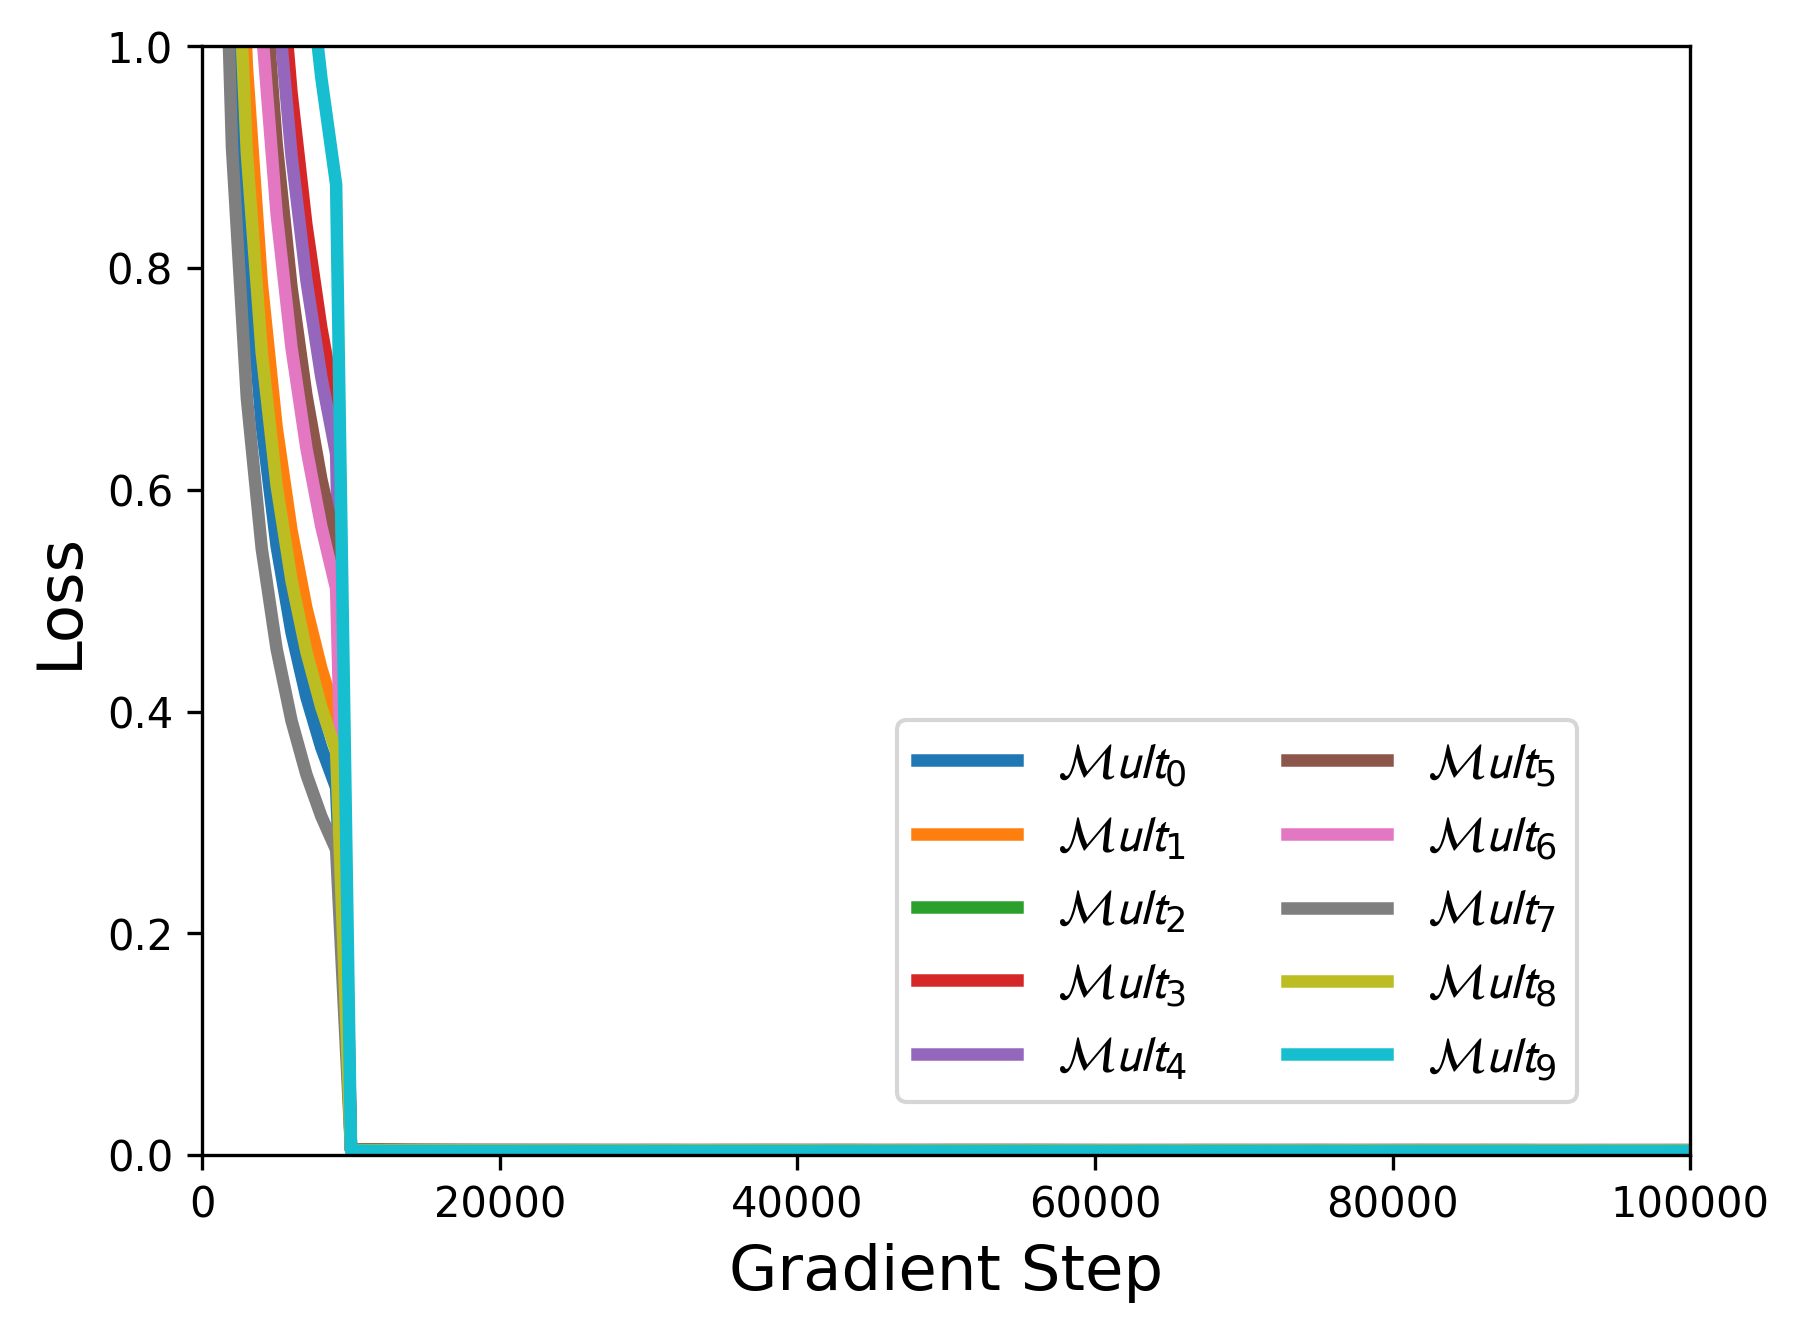 1.0
0.8
0.6
0.4
0.2
0.0
Loss
0 20000 40000 60000 80000 100000
Gradient Step
ℳult₀ ℳult₅
ℳult₁ ℳult₆
ℳult₂ ℳult₇
ℳult₃ ℳult₈
ℳult₄ ℳult₉